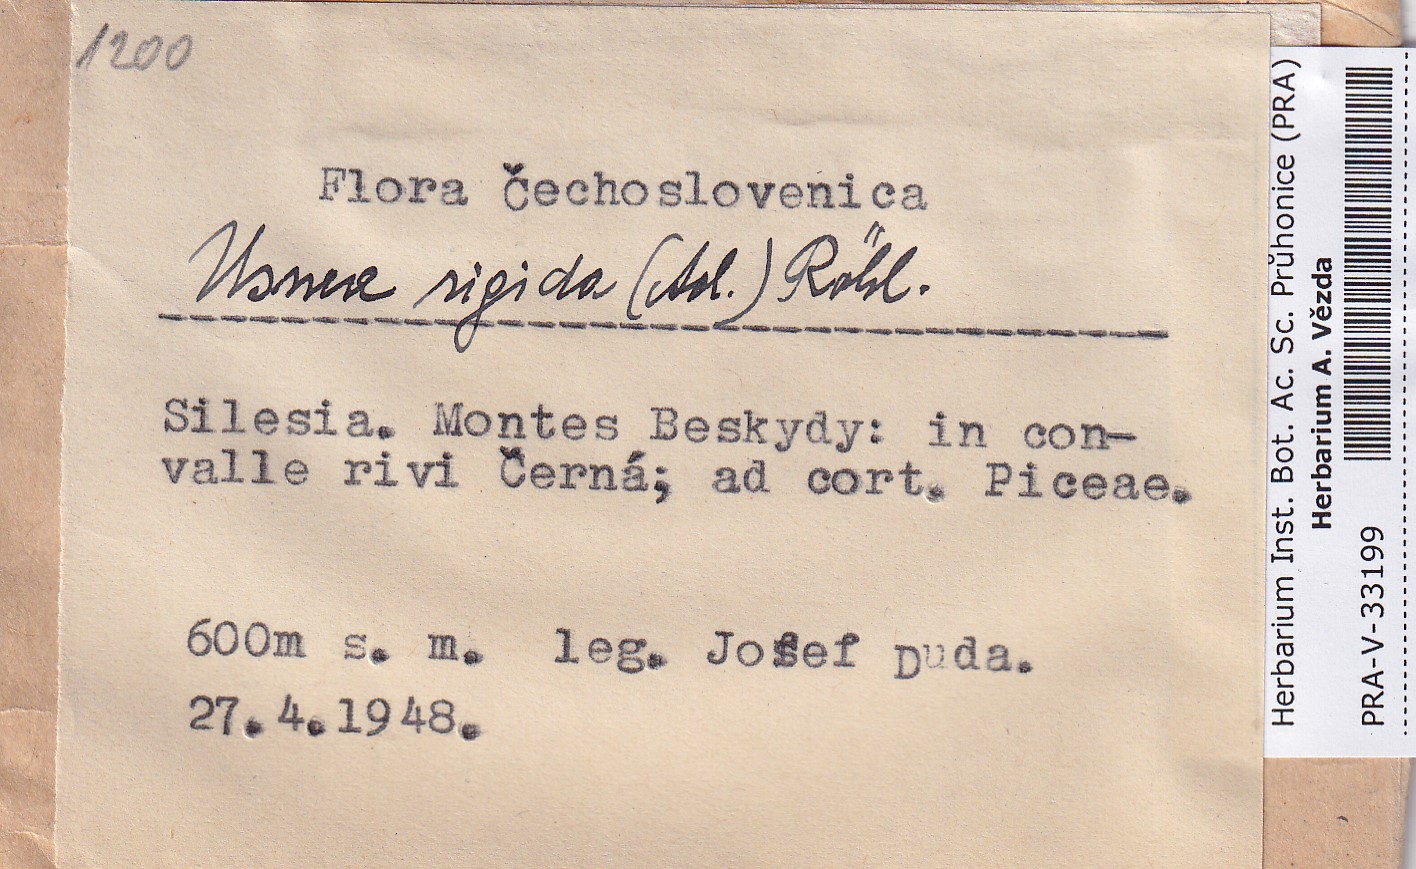 1200
Flora Čechoslovenica
Usnea rigida (Ach.) Röhl.
Silesia. Montes Beskydy: in con-
valle rivi Černá; ad cort. Piceae.
600m s. m. leg. Josef Duda.
27.4.1948.
Herbarium Inst. Bot. Ac. Sc. Průhonice (PRA)
Herbarium A. Vězda
PRA-V-33199